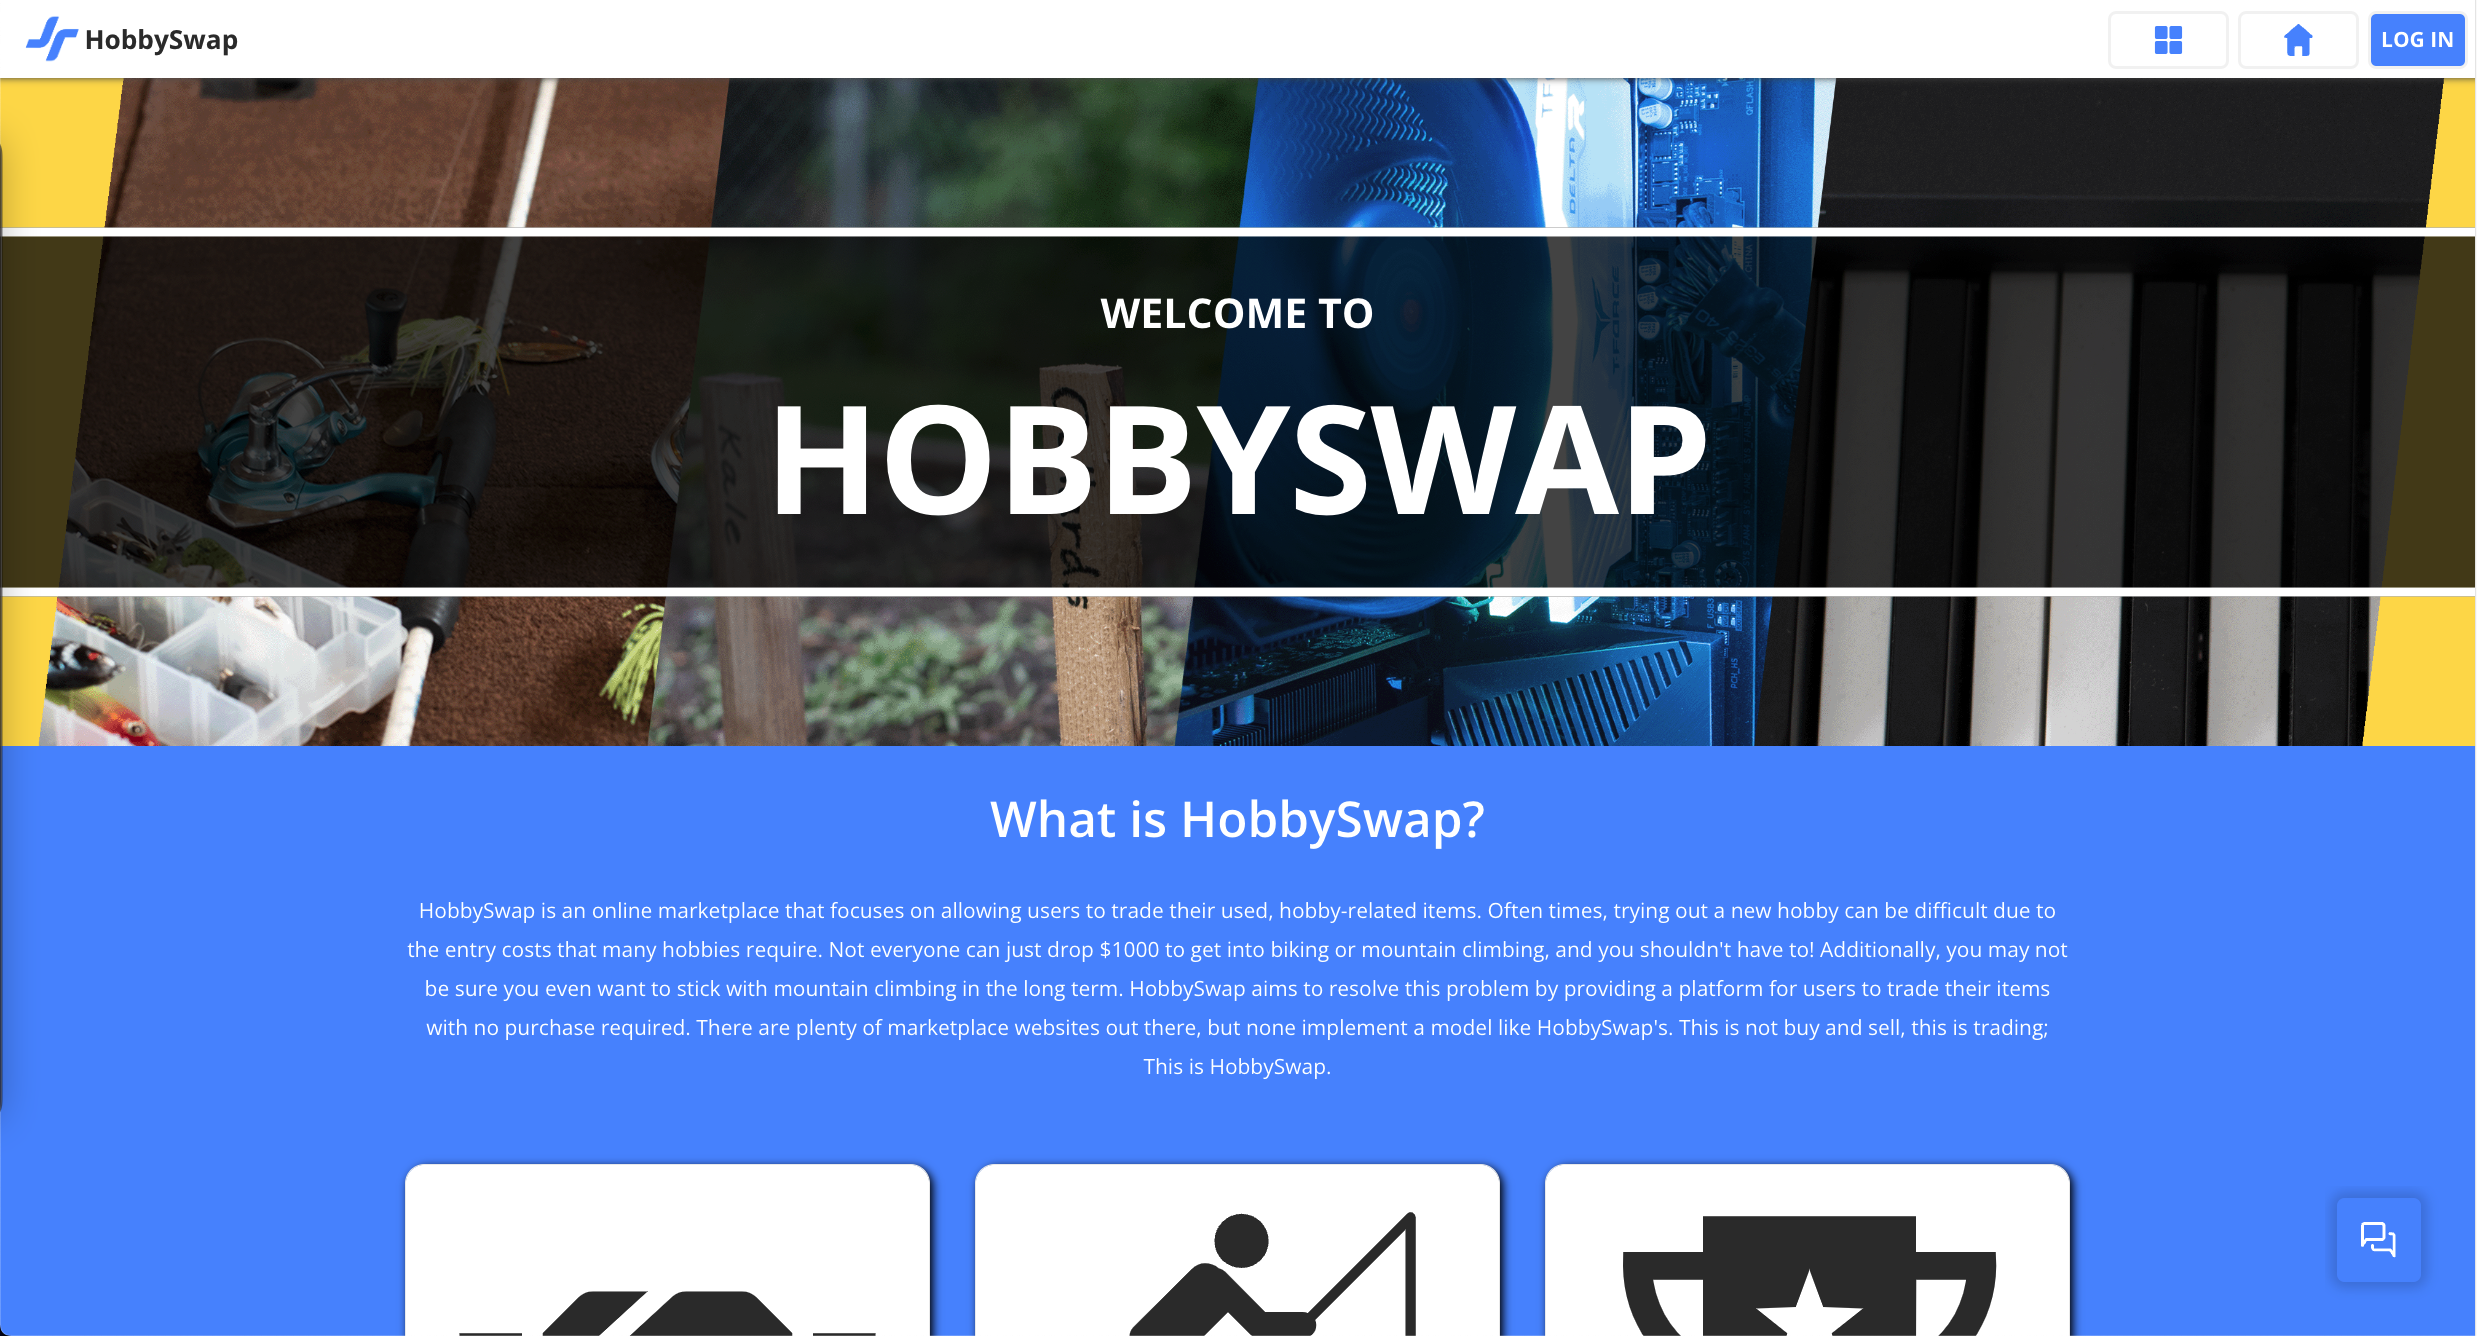 HobbySwap
LOG IN
DELTA R
QFLASH
WELCOME TO
T-FORCE
HOBBYSWAP
Kale
PCH_HS
What is HobbySwap?
HobbySwap is an online marketplace that focuses on allowing users to trade their used, hobby-related items. Often times, trying out a new hobby can be difficult due to
the entry costs that many hobbies require. Not everyone can just drop $1000 to get into biking or mountain climbing, and you shouldn't have to! Additionally, you may not
be sure you even want to stick with mountain climbing in the long term. HobbySwap aims to resolve this problem by providing a platform for users to trade their items
with no purchase required. There are plenty of marketplace websites out there, but none implement a model like HobbySwap's. This is not buy and sell, this is trading;
This is HobbySwap.